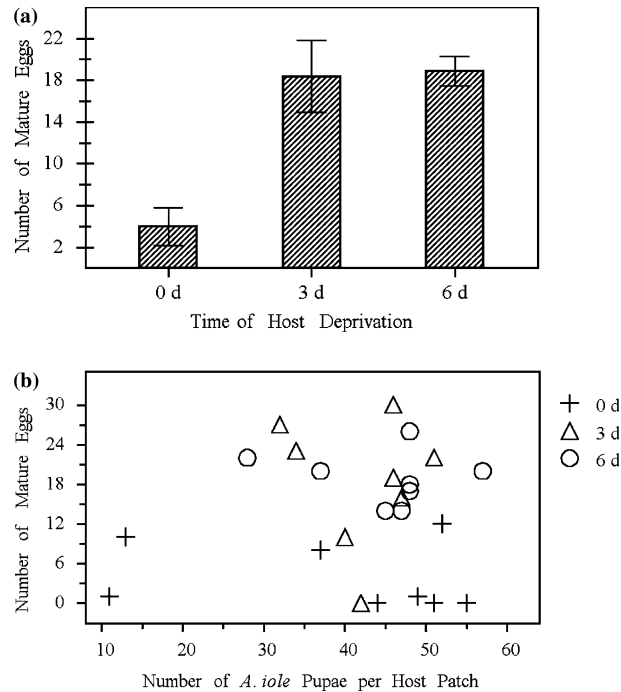 (a)
Number of Mature Eggs
22
18
14
10
6
2
0 d
3 d
6 d
Time of Host Deprivation
(b)
Number of Mature Eggs
30
24
18
12
6
0
10
20
30
40
50
60
Number of A. iole Pupae per Host Patch
0 d
3 d
6 d